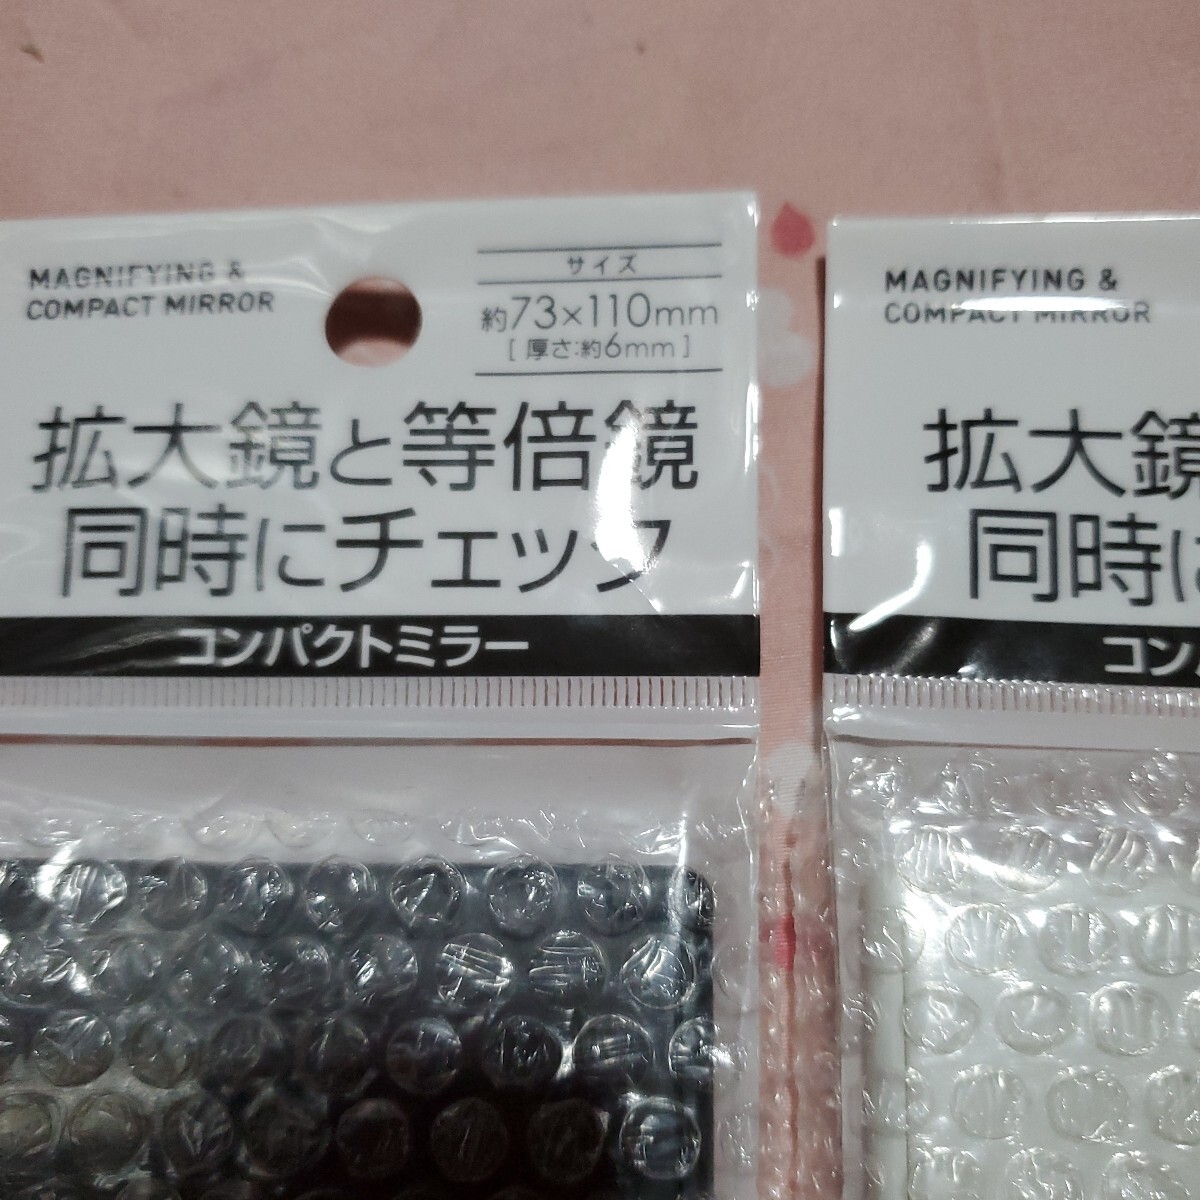 MAGNIFYING &
COMPACT MIRROR
サイズ
約73×110mm
[ 厚さ:約6mm ]
拡大鏡と等倍鏡
同時にチェック
コンパクトミラー
MAGNIFYING &
COMPACT MIRROR
拡大鏡
同時に
コン